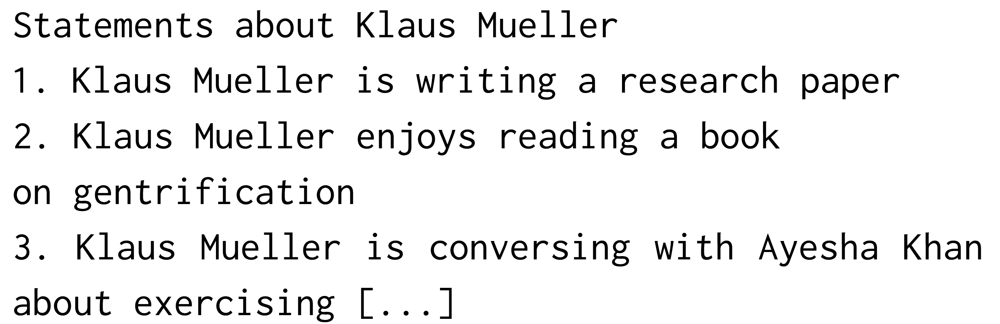 Statements about Klaus Mueller
1. Klaus Mueller is writing a research paper
2. Klaus Mueller enjoys reading a book
on gentrification
3. Klaus Mueller is conversing with Ayesha Khan
about exercising [...]